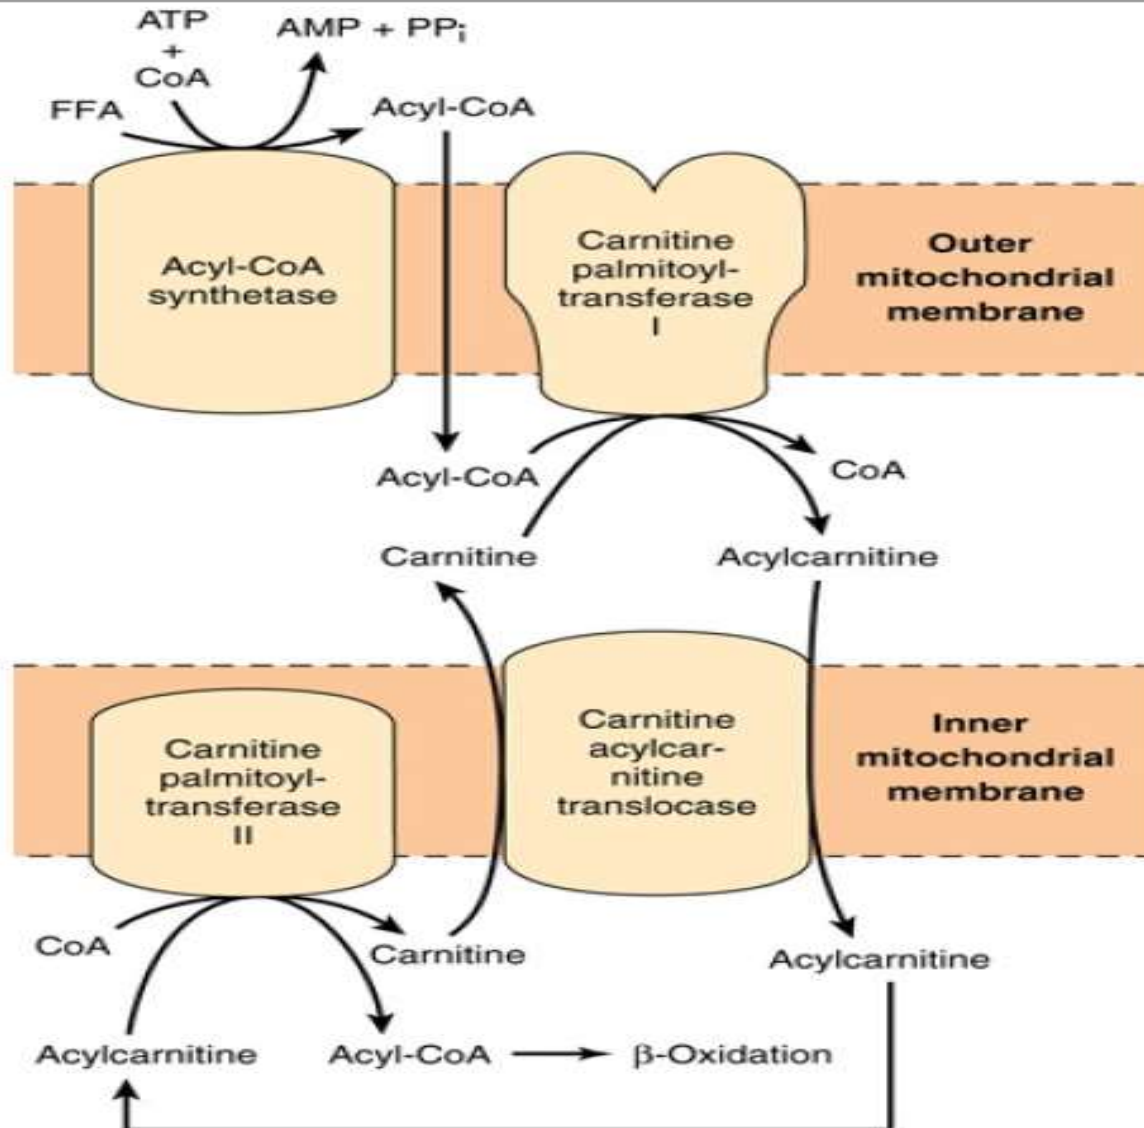 ATP
+
CoA
AMP + PPi
FFA
Acyl-CoA
Acyl-CoA
synthetase
Carnitine
palmitoyl-
transferase
I
Outer
mitochondrial
membrane
Acyl-CoA
CoA
Carnitine
Acylcarnitine
Carnitine
palmitoyl-
transferase
II
Carnitine
acylcar-
nitine
translocase
Inner
mitochondrial
membrane
CoA
Carnitine
Acylcarnitine
Acylcarnitine
Acyl-CoA
β-Oxidation